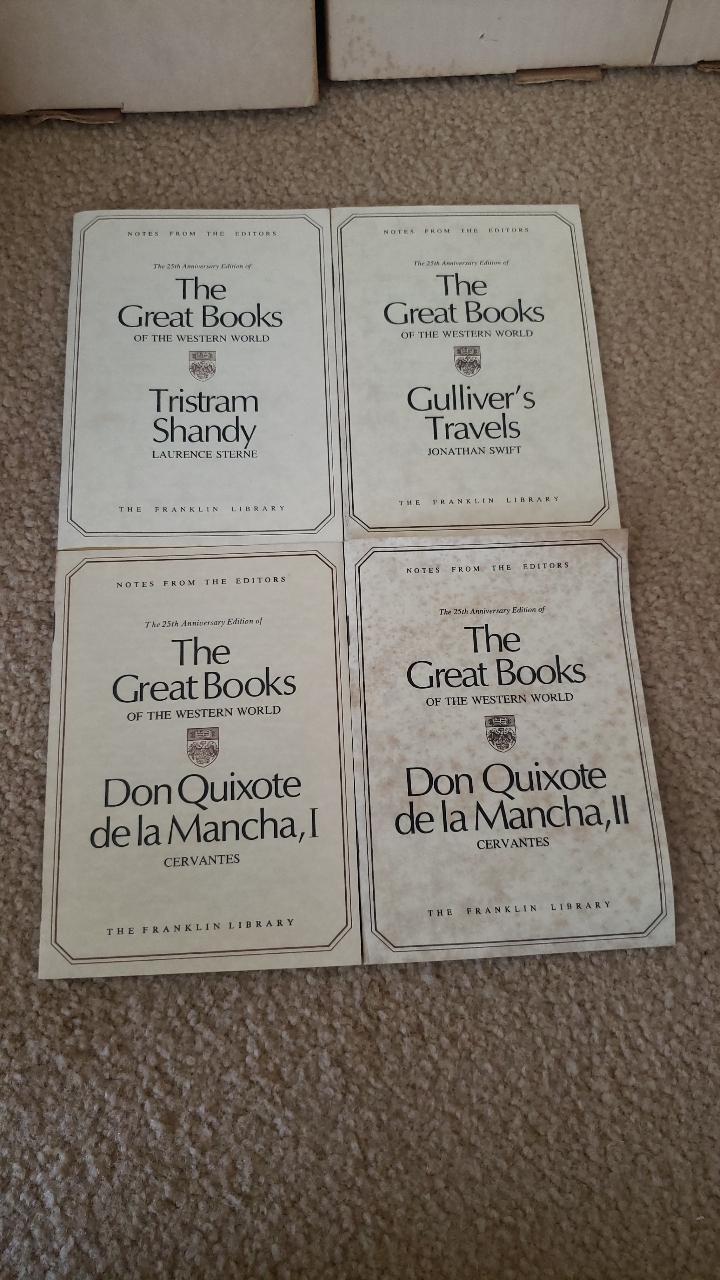 NOTES FROM THE EDITORS
The 25th Anniversary Edition of
The
Great Books
OF THE WESTERN WORLD
Tristram
Shandy
LAURENCE STERNE
THE FRANKLIN LIBRARY
NOTES FROM THE EDITORS
The 25th Anniversary Edition of
The
Great Books
OF THE WESTERN WORLD
Gulliver's
Travels
JONATHAN SWIFT
THE FRANKLIN LIBRARY
NOTES FROM THE EDITORS
The 25th Anniversary Edition of
The
Great Books
OF THE WESTERN WORLD
Don Quixote
de la Mancha, I
CERVANTES
THE FRANKLIN LIBRARY
NOTES FROM THE EDITORS
The 25th Anniversary Edition of
The
Great Books
OF THE WESTERN WORLD
Don Quixote
de la Mancha, II
CERVANTES
THE FRANKLIN LIBRARY